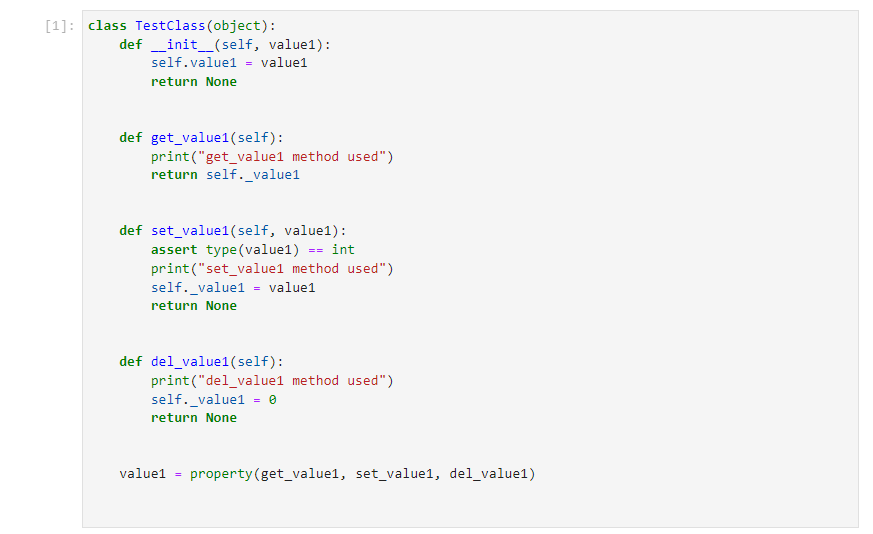 [1]: class TestClass(object):
    def __init__(self, value1):
        self.value1 = value1
        return None
    def get_value1(self):
        print("get_value1 method used")
        return self._value1
    def set_value1(self, value1):
        assert type(value1) == int
        print("set_value1 method used")
        self._value1 = value1
        return None
    def del_value1(self):
        print("del_value1 method used")
        self._value1 = 0
        return None
    value1 = property(get_value1, set_value1, del_value1)